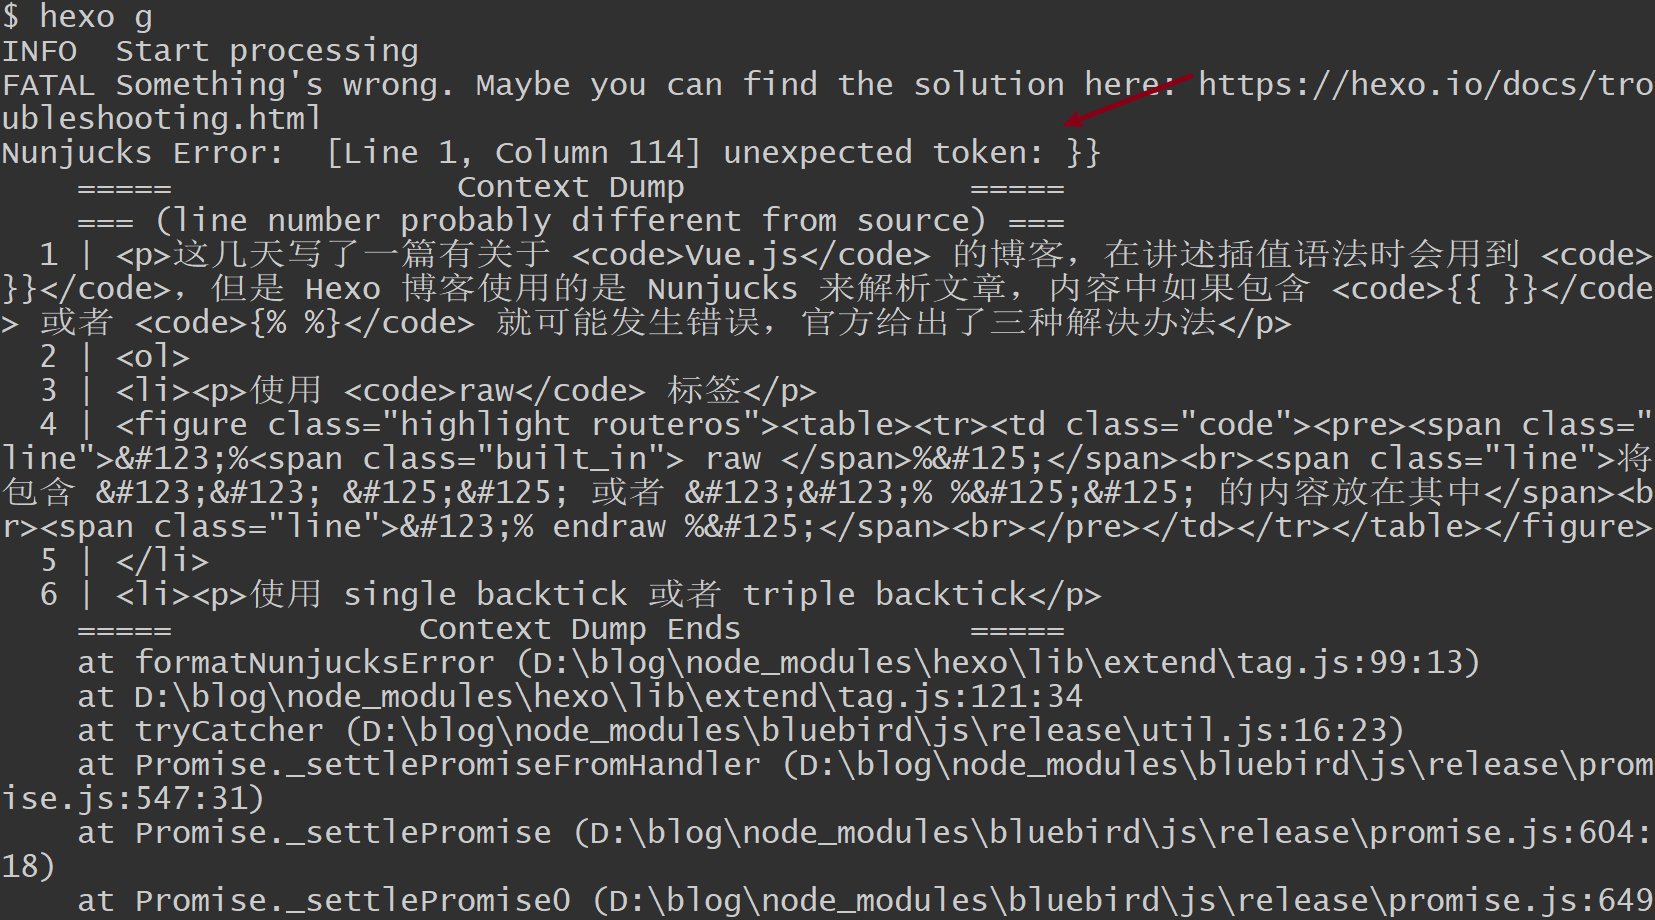 $ hexo g
INFO  Start processing
FATAL Something's wrong. Maybe you can find the solution here: https://hexo.io/docs/tro
ubleshooting.html
Nunjucks Error:  [Line 1, Column 114] unexpected token: }}
    =====               Context Dump               =====
    === (line number probably different from source) ===
  1 | <p>这几天写了一篇有关于 <code>Vue.js</code> 的博客，在讲述插值语法时会用到 <code>
}}</code>，但是 Hexo 博客使用的是 Nunjucks 来解析文章，内容中如果包含 <code>{{ }}</code
> 或者 <code>{% %}</code> 就可能发生错误，官方给出了三种解决办法</p>
  2 | <ol>
  3 | <li><p>使用 <code>raw</code> 标签</p>
  4 | <figure class="highlight routeros"><table><tr><td class="code"><pre><span class="
line">&#123;%<span class="built_in"> raw </span>%&#125;</span><br><span class="line">将
包含 &#123;&#123; &#125;&#125; 或者 &#123;&#123;% %&#125;&#125; 的内容放在其中</span><b
r><span class="line">&#123;% endraw %&#125;</span><br></pre></td></tr></table></figure>
  5 | </li>
  6 | <li><p>使用 single backtick 或者 triple backtick</p>
    =====             Context Dump Ends            =====
    at formatNunjucksError (D:\blog\node_modules\hexo\lib\extend\tag.js:99:13)
    at D:\blog\node_modules\hexo\lib\extend\tag.js:121:34
    at tryCatcher (D:\blog\node_modules\bluebird\js\release\util.js:16:23)
    at Promise._settlePromiseFromHandler (D:\blog\node_modules\bluebird\js\release\prom
ise.js:547:31)
    at Promise._settlePromise (D:\blog\node_modules\bluebird\js\release\promise.js:604:
18)
    at Promise._settlePromise0 (D:\blog\node_modules\bluebird\js\release\promise.js:649